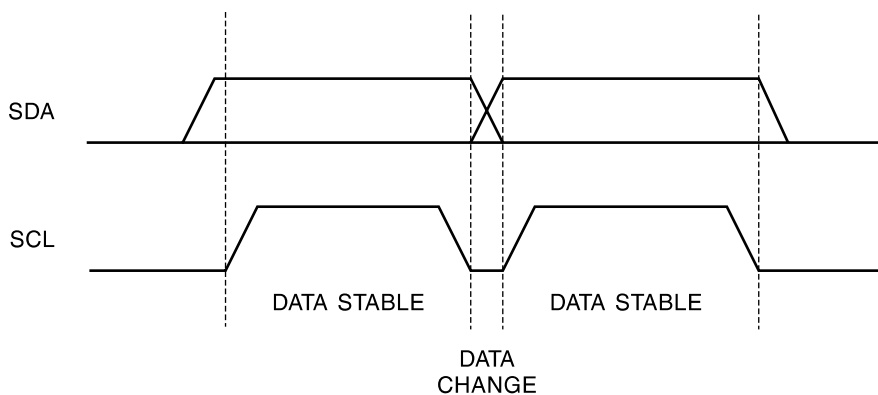 SDA
SCL
DATA STABLE
DATA STABLE
DATA
CHANGE